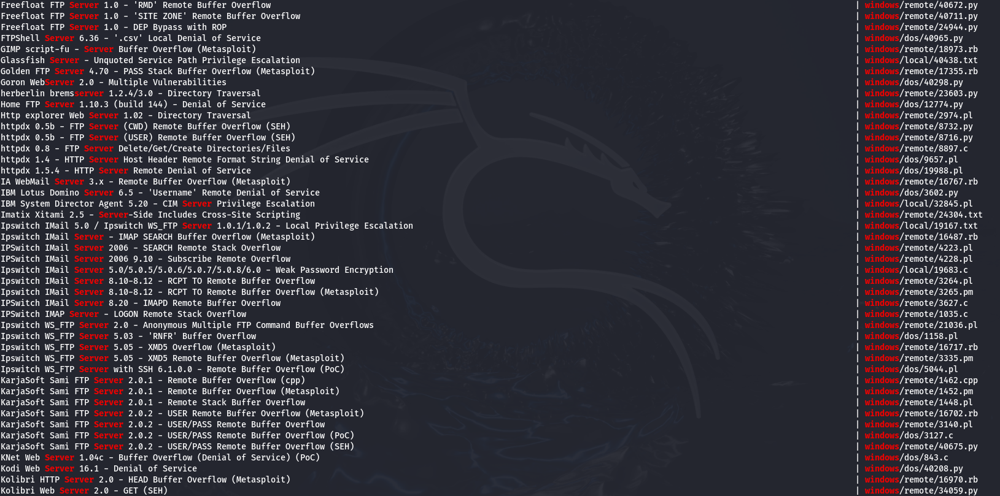 Freefloat FTP Server 1.0 - 'RMD' Remote Buffer Overflow | windows/remote/40672.py
Freefloat FTP Server 1.0 - 'SITE ZONE' Remote Buffer Overflow | windows/remote/40711.py
Freefloat FTP Server 1.0 - DEP Bypass with ROP | windows/remote/24944.py
FTPShell Server 6.36 - '.csv' Local Denial of Service | windows/dos/40965.py
GIMP script-fu - Server Buffer Overflow (Metasploit) | windows/remote/18973.rb
Glassfish Server - Unquoted Service Path Privilege Escalation | windows/local/40438.txt
Golden FTP Server 4.70 - PASS Stack Buffer Overflow (Metasploit) | windows/remote/17355.rb
Goron WebServer 2.0 - Multiple Vulnerabilities | windows/dos/40298.py
herberlin bremsserver 1.2.4/3.0 - Directory Traversal | windows/remote/23603.py
Home FTP Server 1.10.3 (build 144) - Denial of Service | windows/dos/12774.py
Http explorer Web Server 1.02 - Directory Traversal | windows/remote/2974.pl
httpdx 0.5b - FTP Server (CWD) Remote Buffer Overflow (SEH) | windows/remote/8732.py
httpdx 0.5b - FTP Server (USER) Remote Buffer Overflow (SEH) | windows/remote/8716.py
httpdx 0.8 - FTP Server Delete/Get/Create Directories/Files | windows/remote/8897.c
httpdx 1.4 - HTTP Server Host Header Remote Format String Denial of Service | windows/dos/9657.pl
httpdx 1.5.4 - HTTP Server Remote Denial of Service | windows/dos/19988.pl
IA WebMail Server 3.x - Remote Buffer Overflow (Metasploit) | windows/remote/16767.rb
IBM Lotus Domino Server 6.5 - 'Username' Remote Denial of Service | windows/dos/3602.py
IBM System Director Agent 5.20 - CIM Server Privilege Escalation | windows/local/32845.pl
Imatix Xitami 2.5 - Server-Side Includes Cross-Site Scripting | windows/remote/24304.txt
Ipswitch IMail 5.0 / Ipswitch WS_FTP Server 1.0.1/1.0.2 - Local Privilege Escalation | windows/local/19167.txt
Ipswitch IMail Server - IMAP SEARCH Buffer Overflow (Metasploit) | windows/remote/16487.rb
IPSwitch IMail Server 2006 - SEARCH Remote Stack Overflow | windows/remote/4223.pl
IPSwitch IMail Server 2006 9.10 - Subscribe Remote Overflow | windows/remote/4228.pl
Ipswitch IMail Server 5.0/5.0.5/5.0.6/5.0.7/5.0.8/6.0 - Weak Password Encryption | windows/local/19683.c
Ipswitch IMail Server 8.10-8.12 - RCPT TO Remote Buffer Overflow | windows/remote/3264.pl
Ipswitch IMail Server 8.10-8.12 - RCPT TO Remote Buffer Overflow (Metasploit) | windows/remote/3265.pm
IPSwitch IMail Server 8.20 - IMAPD Remote Buffer Overflow | windows/remote/3627.c
IPSwitch IMAP Server - LOGON Remote Stack Overflow | windows/remote/1035.c
Ipswitch WS_FTP Server 2.0 - Anonymous Multiple FTP Command Buffer Overflows | windows/remote/21036.pl
Ipswitch WS_FTP Server 5.03 - 'RNFR' Buffer Overflow | windows/dos/1158.pl
Ipswitch WS_FTP Server 5.05 - XMD5 Overflow (Metasploit) | windows/remote/16717.rb
Ipswitch WS_FTP Server 5.05 - XMD5 Remote Buffer Overflow (Metasploit) | windows/remote/3335.pm
Ipswitch WS_FTP Server with SSH 6.1.0.0 - Remote Buffer Overflow (PoC) | windows/dos/5044.pl
KarjaSoft Sami FTP Server 2.0.1 - Remote Buffer Overflow (cpp) | windows/remote/1462.cpp
KarjaSoft Sami FTP Server 2.0.1 - Remote Buffer Overflow (Metasploit) | windows/remote/1452.pm
KarjaSoft Sami FTP Server 2.0.1 - Remote Stack Buffer Overflow | windows/remote/1448.pl
KarjaSoft Sami FTP Server 2.0.2 - USER Remote Buffer Overflow (Metasploit) | windows/remote/16702.rb
KarjaSoft Sami FTP Server 2.0.2 - USER/PASS Remote Buffer Overflow | windows/remote/3140.pl
KarjaSoft Sami FTP Server 2.0.2 - USER/PASS Remote Buffer Overflow (PoC) | windows/dos/3127.c
KarjaSoft Sami FTP Server 2.0.2 - USER/PASS Remote Buffer Overflow (SEH) | windows/remote/40675.py
KNet Web Server 1.04c - Buffer Overflow (Denial of Service) (PoC) | windows/dos/843.c
Kodi Web Server 16.1 - Denial of Service | windows/dos/40208.py
Kolibri HTTP Server 2.0 - HEAD Buffer Overflow (Metasploit) | windows/remote/16970.rb
Kolibri Web Server 2.0 - GET (SEH) | windows/remote/34059.py